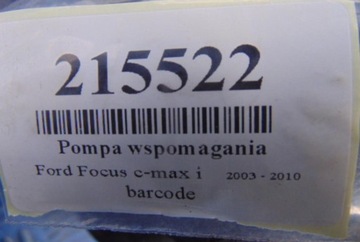 215522
Pompa wspomagania
Ford Focus c-max i 2003 - 2010
barcode